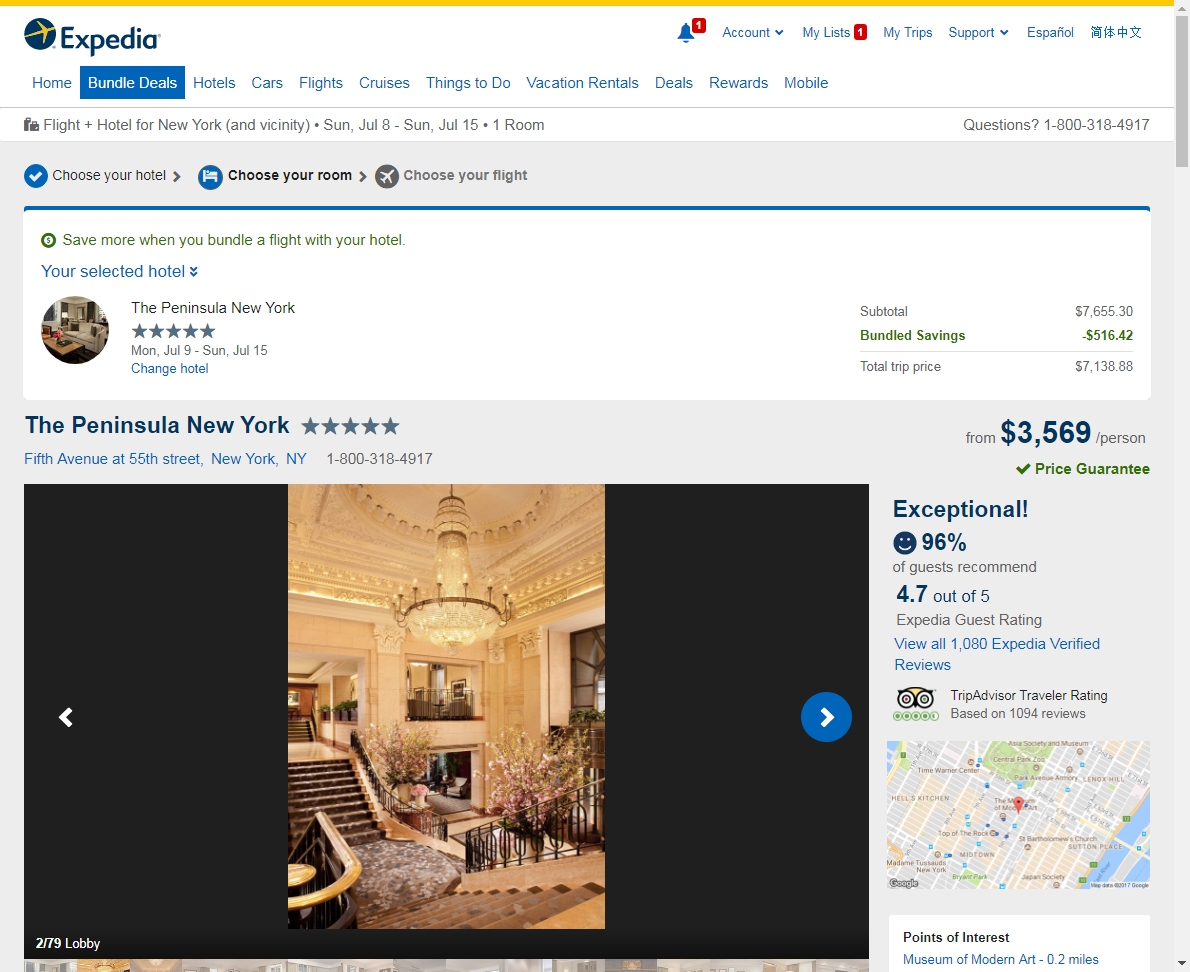 Expedia
1
Account
My Lists 1
My Trips
Support
Español
简体中文
Home
Bundle Deals
Hotels
Cars
Flights
Cruises
Things to Do
Vacation Rentals
Deals
Rewards
Mobile
Flight + Hotel for New York (and vicinity) • Sun, Jul 8 - Sun, Jul 15 • 1 Room
Questions? 1-800-318-4917
Choose your hotel
Choose your room
Choose your flight
Save more when you bundle a flight with your hotel.
Your selected hotel
The Peninsula New York
Mon, Jul 9 - Sun, Jul 15
Change hotel
Subtotal $7,655.30
Bundled Savings -$516.42
Total trip price $7,138.88
The Peninsula New York
Fifth Avenue at 55th street, New York, NY 1-800-318-4917
from $3,569 /person
Price Guarantee
2/79 Lobby
Exceptional!
96%
of guests recommend
4.7 out of 5
Expedia Guest Rating
View all 1,080 Expedia Verified
Reviews
TripAdvisor Traveler Rating
Based on 1094 reviews
Asia Society and Museum
Central Park Zoo
Time Warner Center
Park Avenue Armory
LENOX HILL
HELL'S KITCHEN
The Museum
of Modern Art
Top of The Rock
St Bartholomew's Church
SUTTON PLACE
MIDTOWN
Madame Tussauds
New York
Bryant Park
Japan Society
Google
Map data ©2017 Google
Points of Interest
Museum of Modern Art - 0.2 miles